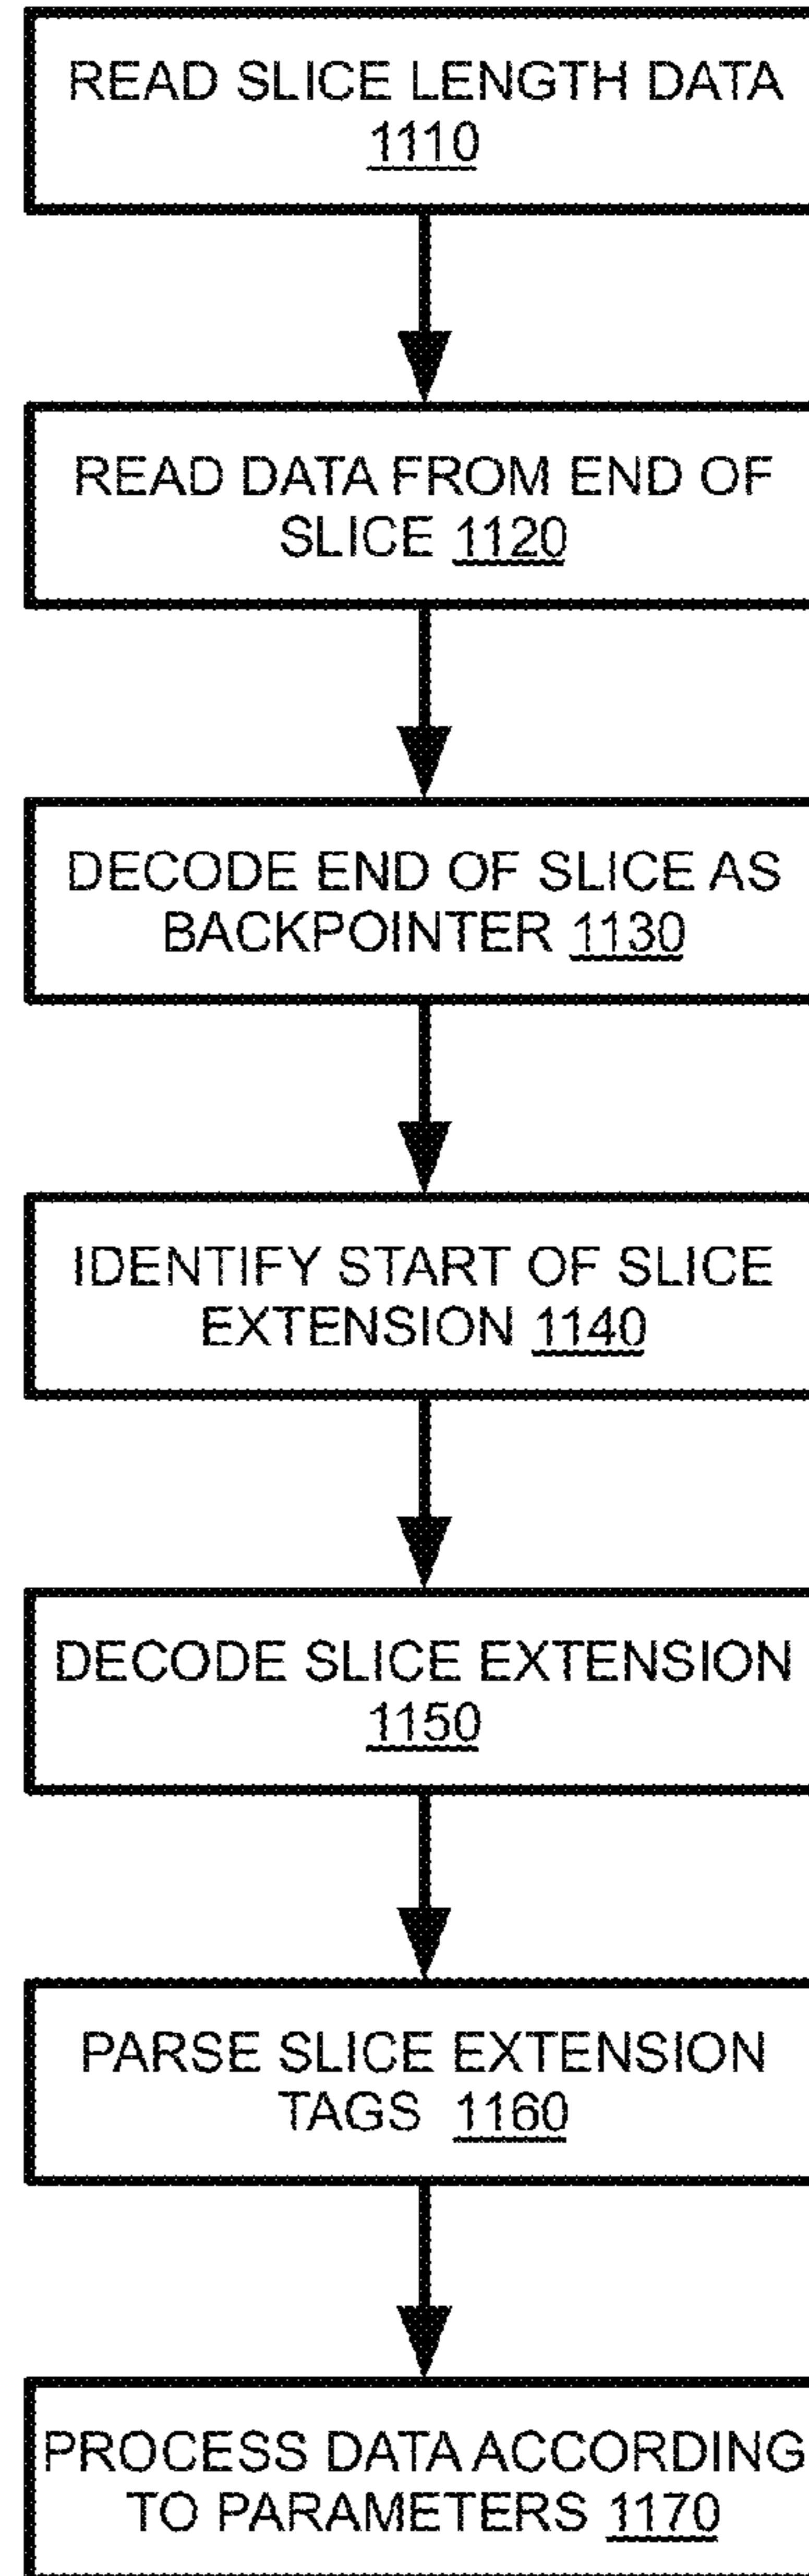 READ SLICE LENGTH DATA
1110
READ DATA FROM END OF
SLICE 1120
DECODE END OF SLICE AS
BACKPOINTER 1130
IDENTIFY START OF SLICE
EXTENSION 1140
DECODE SLICE EXTENSION
1150
PARSE SLICE EXTENSION
TAGS 1160
PROCESS DATA ACCORDING
TO PARAMETERS 1170